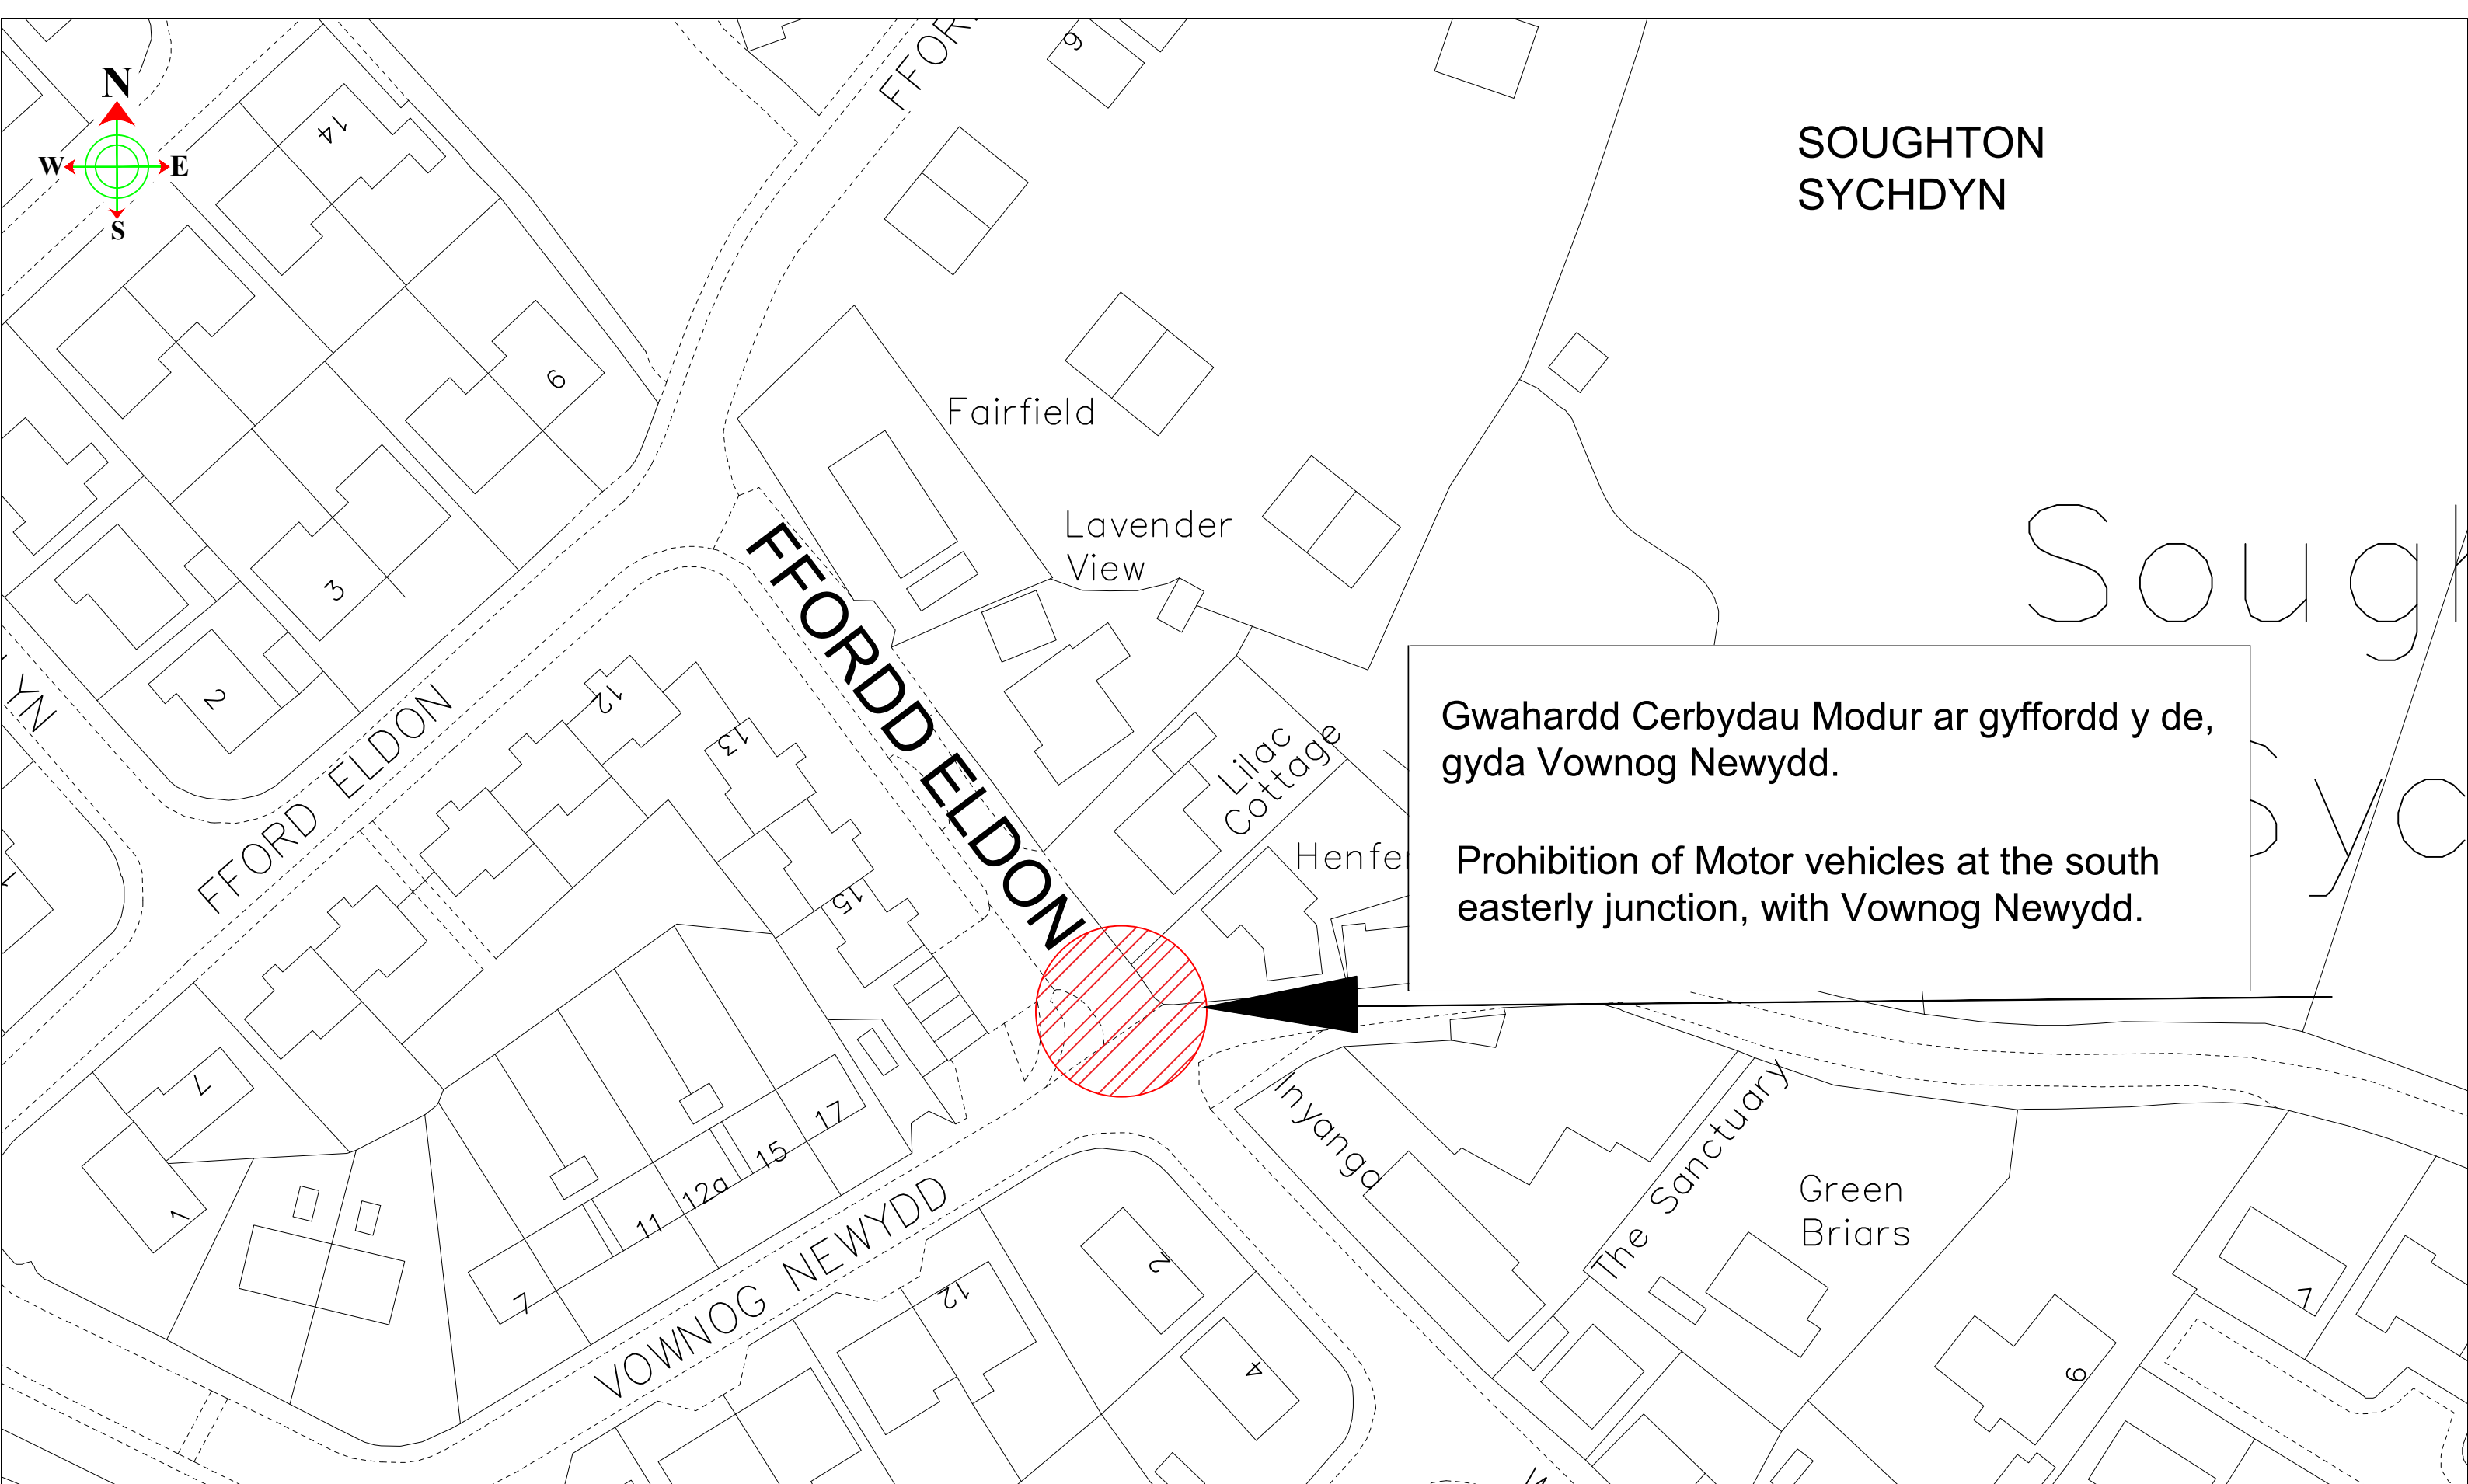 N
W
E
S
SOUGHTON
SYCHDYN
14
9
6
3
2
Fairfield
Lavender
View
FFORDD ELDON
FFORD ELDON
12
13
15
Lilac
Cottage
Gwahardd Cerbydau Modur ar gyffordd y de,
gyda Vownog Newydd.
Prohibition of Motor vehicles at the south
easterly junction, with Vownog Newydd.
7
1
7
11
12a
15
17
VOWNOG NEWYDD
12
2
4
Inyanga
The Sanctuary
Green
Briars
7
9